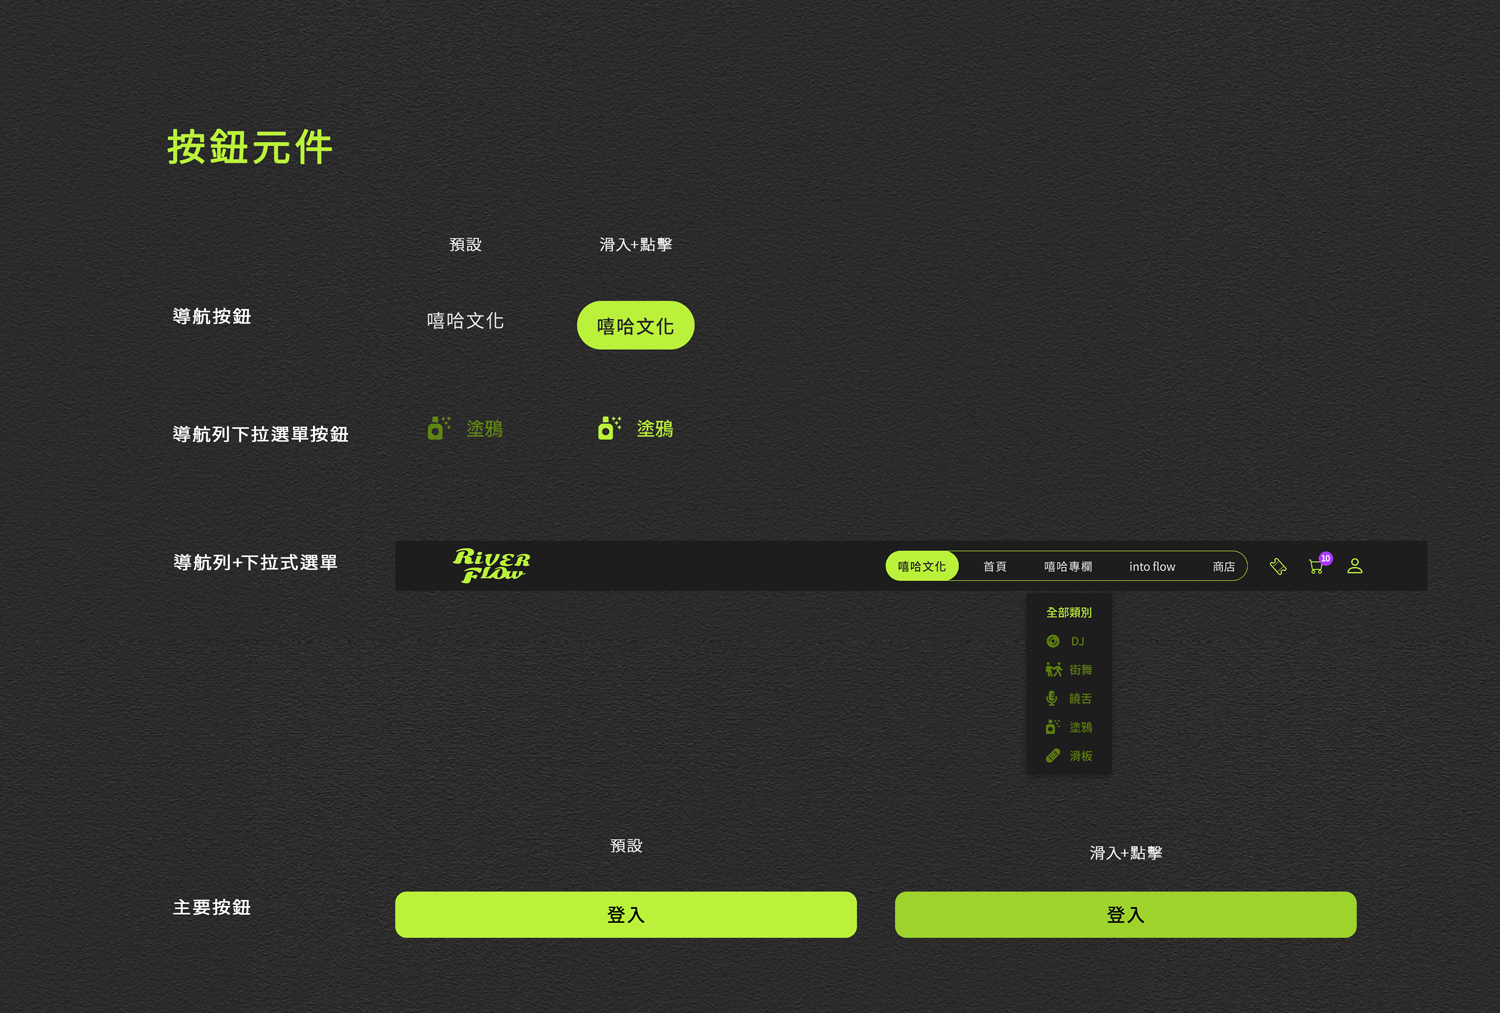 按鈕元件
預設
滑入+點擊
導航按鈕
嘻哈文化
嘻哈文化
導航列下拉選單按鈕
塗鴉
塗鴉
導航列+下拉式選單
RiVER
FLOW
嘻哈文化
首頁
嘻哈專欄
into flow
商店
10
全部類別
DJ
街舞
饒舌
塗鴉
滑板
預設
滑入+點擊
主要按鈕
登入
登入